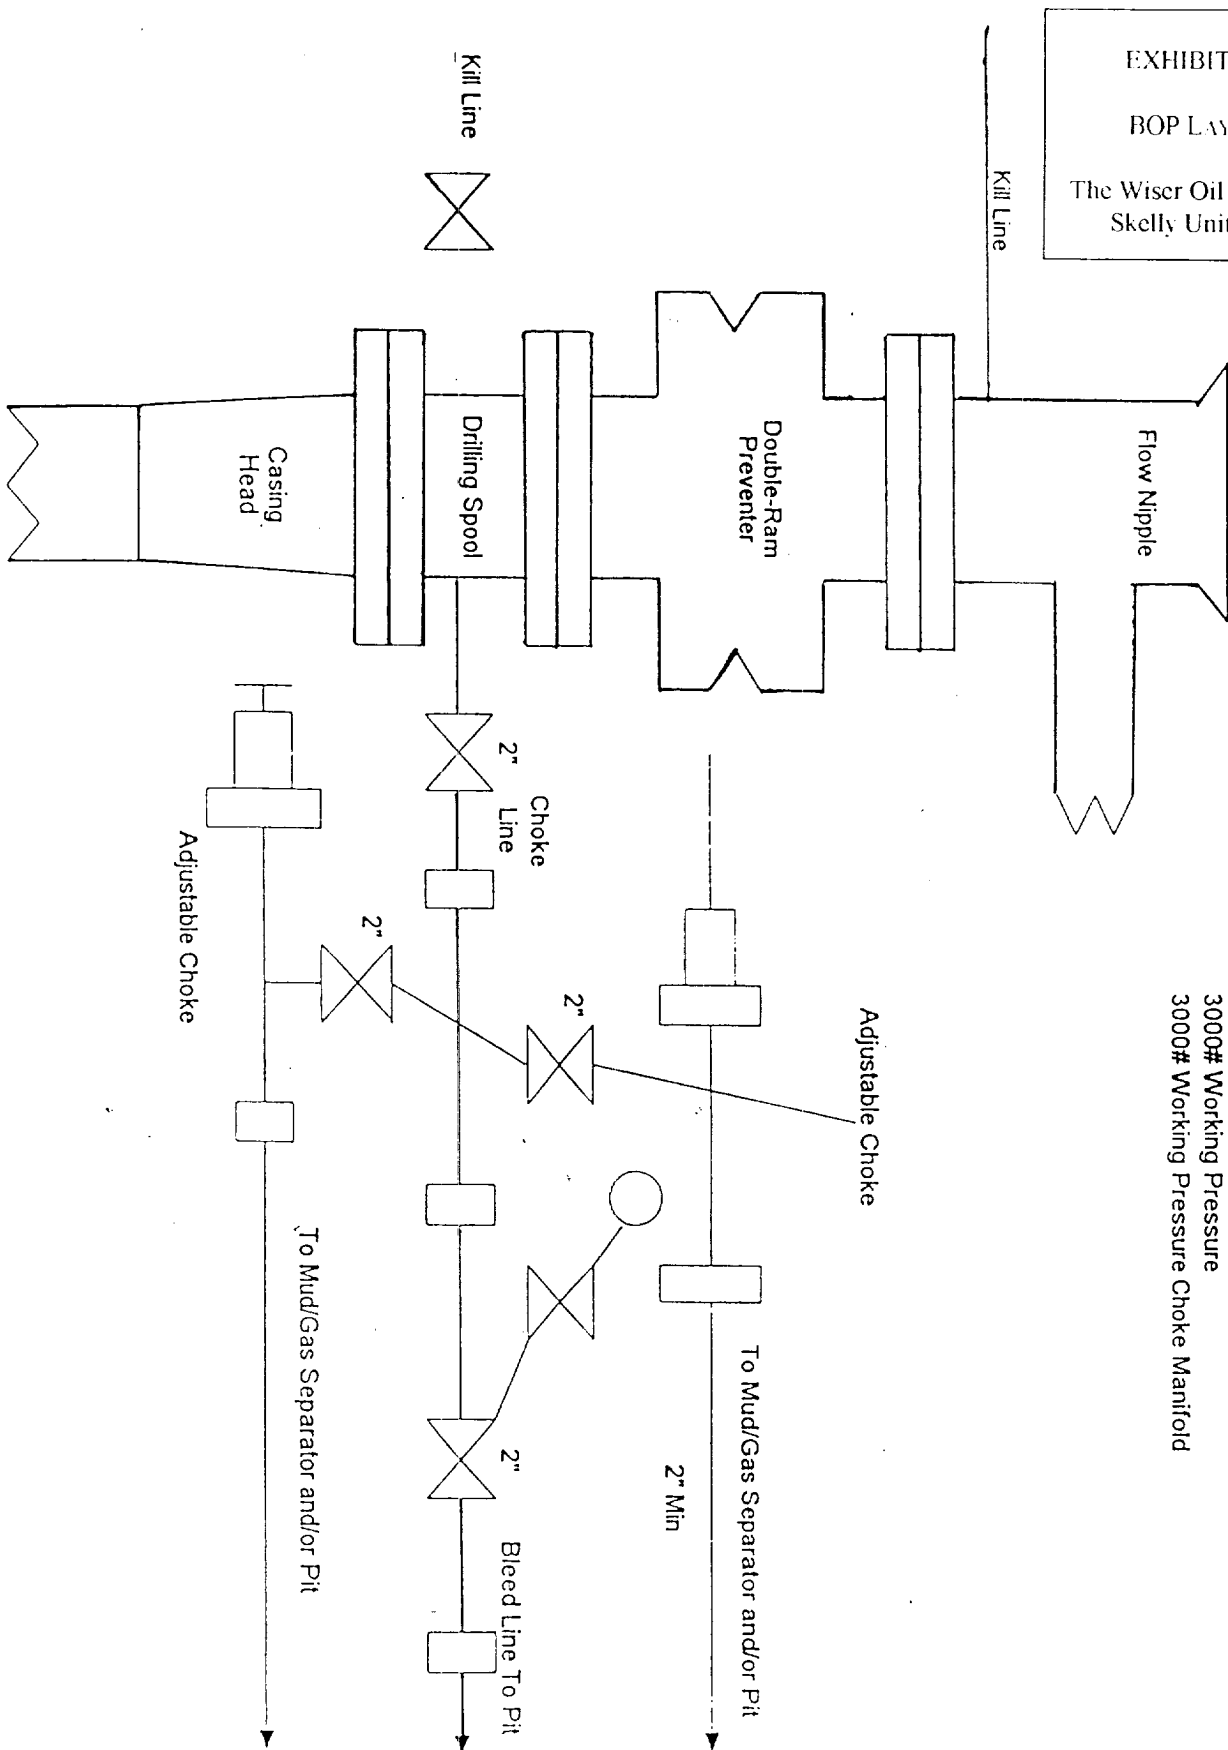 EXHIBIT
BOP LAY
The Wiser Oil
Skelly Unit
3000# Working Pressure
3000# Working Pressure Choke Manifold
Kill Line
Kill Line
Flow Nipple
Double-Ram
Preventer
Drilling Spool
Casing
Head
2"
Choke
Line
Adjustable Choke
2"
2"
Adjustable Choke
To Mud/Gas Separator and/or Pit
2" Min
2"
Bleed Line To Pit
To Mud/Gas Separator and/or Pit